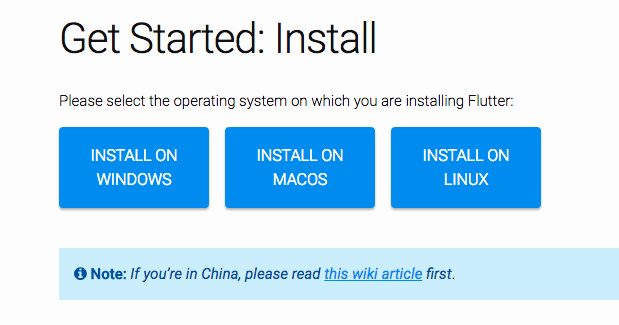 Get Started: Install
Please select the operating system on which you are installing Flutter:
INSTALL ON
WINDOWS
INSTALL ON
MACOS
INSTALL ON
LINUX
Note: If you're in China, please read this wiki article first.